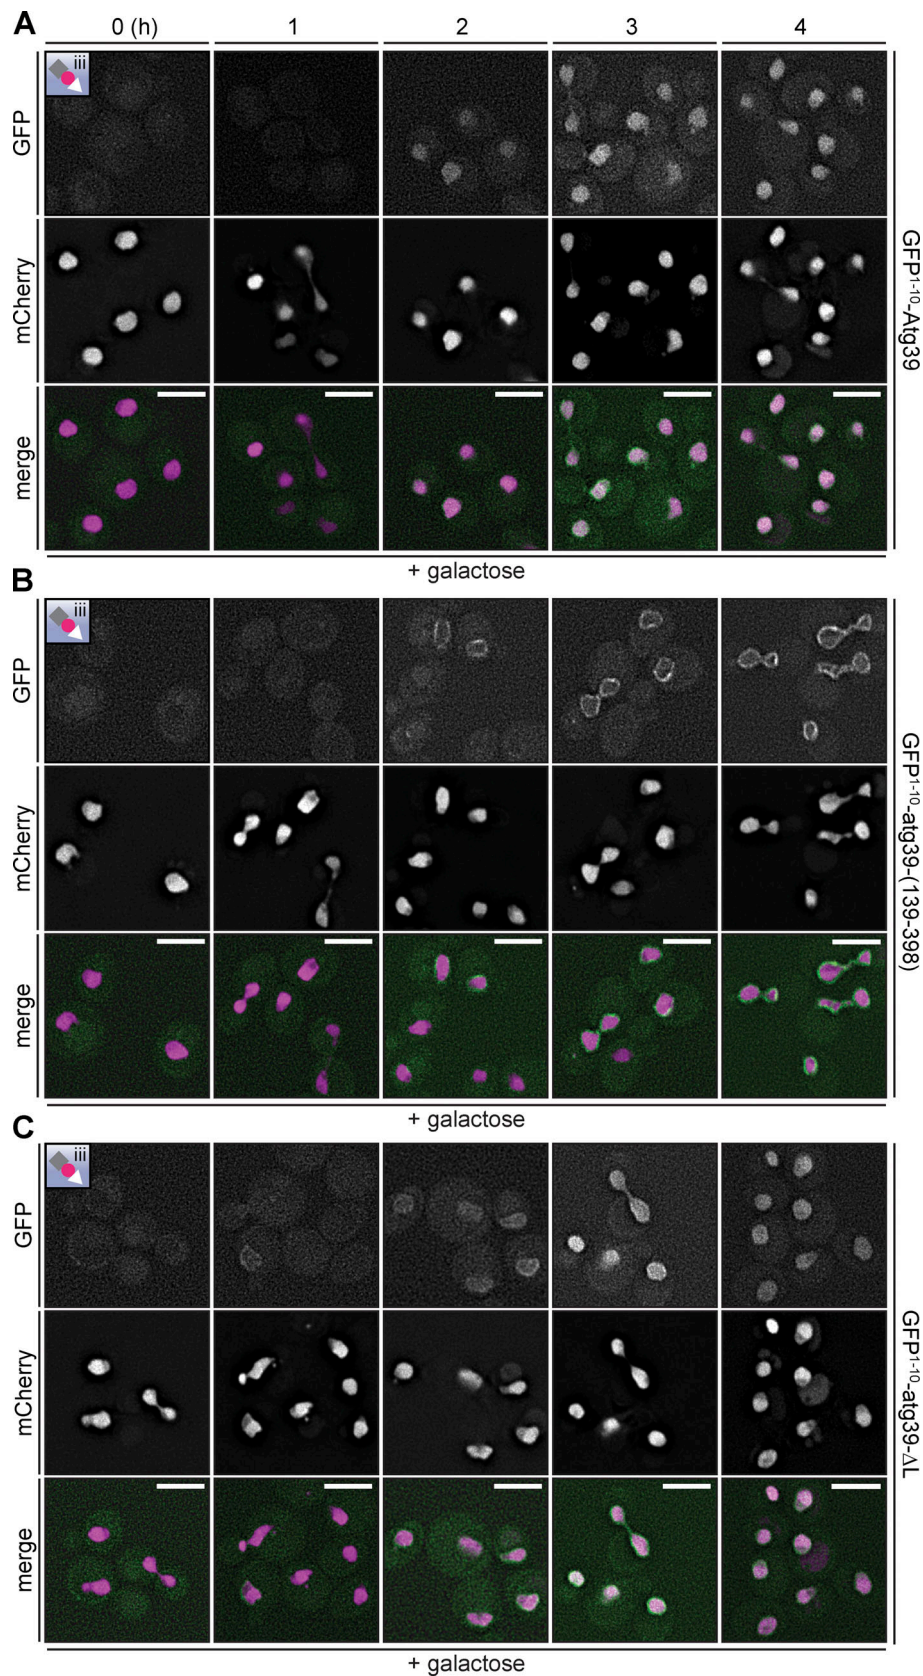 A
0 (h) 1 2 3 4
iii
GFP
mCherry
merge
GFP¹⁻¹⁰-Atg39
+ galactose
B
iii
GFP
mCherry
merge
GFP¹⁻¹⁰-atg39-(139-398)
+ galactose
C
iii
GFP
mCherry
merge
GFP¹⁻¹⁰-atg39-ΔL
+ galactose